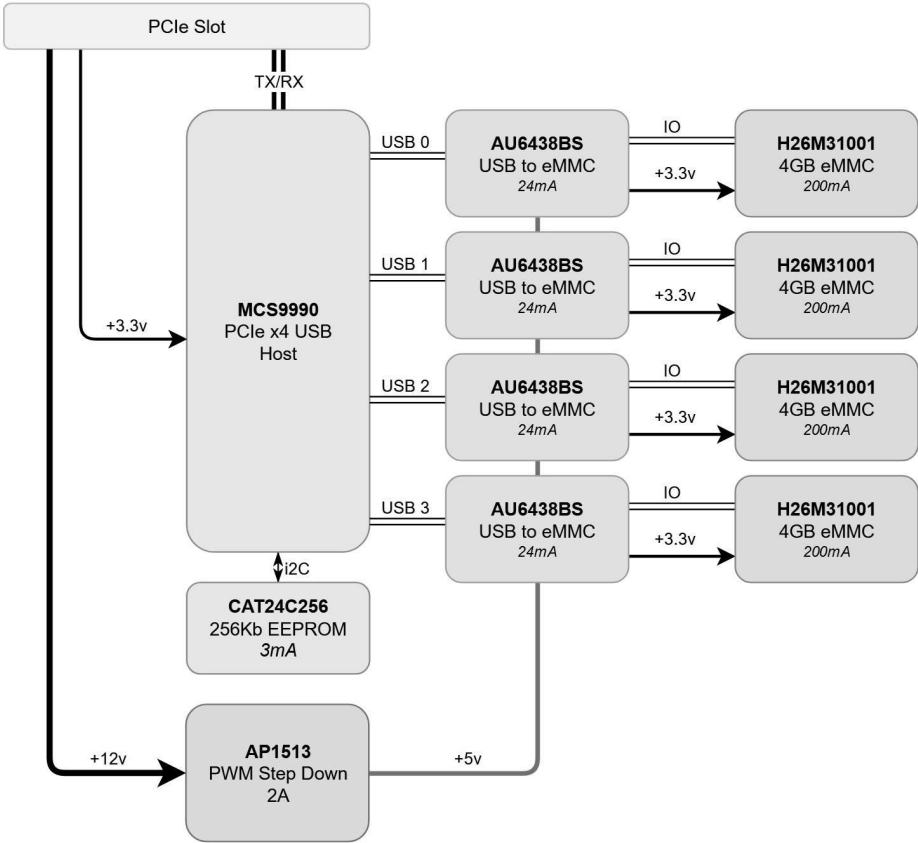 PCIe Slot
TX/RX
USB 0
AU6438BS
USB to eMMC
24mA
IO
+3.3v
H26M31001
4GB eMMC
200mA
USB 1
AU6438BS
USB to eMMC
24mA
IO
+3.3v
H26M31001
4GB eMMC
200mA
MCS9990
PCIe x4 USB
Host
+3.3v
USB 2
AU6438BS
USB to eMMC
24mA
IO
+3.3v
H26M31001
4GB eMMC
200mA
USB 3
AU6438BS
USB to eMMC
24mA
IO
+3.3v
H26M31001
4GB eMMC
200mA
i2C
CAT24C256
256Kb EEPROM
3mA
+12v
AP1513
PWM Step Down
2A
+5v